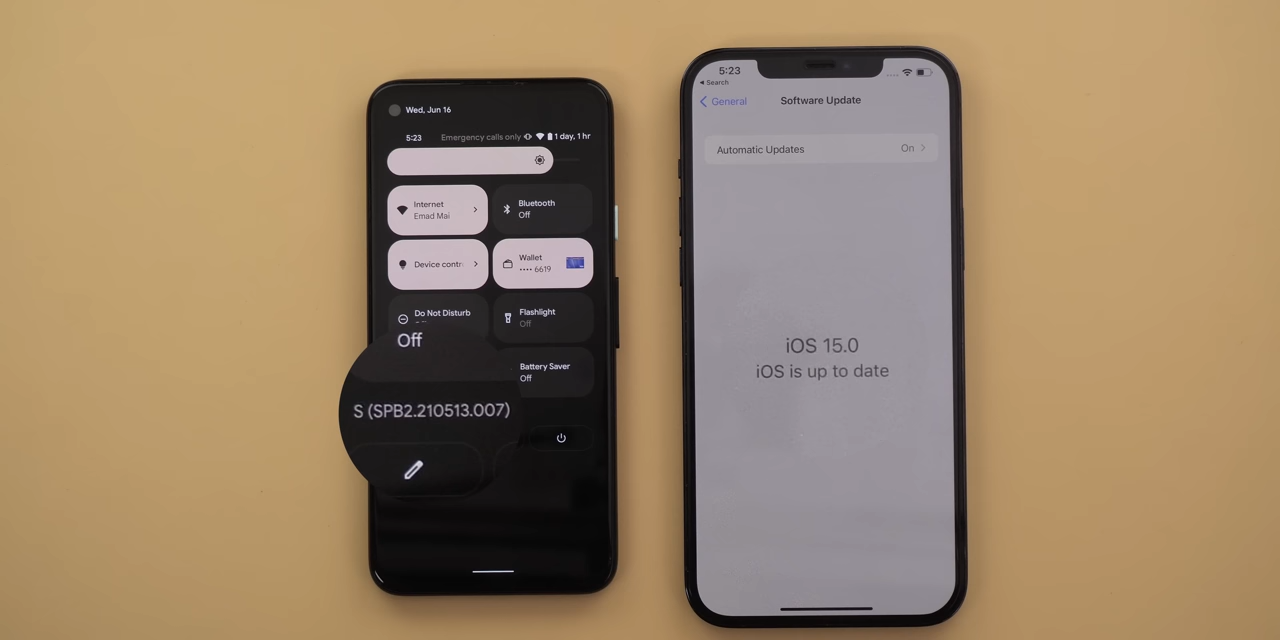 Wed, Jun 16
5:23 Emergency calls only 1 day, 1 hr
Internet
Emad Mai
Bluetooth
Off
Device contr
Wallet
•••• 6619
Do Not Disturb
Flashlight
Off
Off
Battery Saver
Off
S (SPB2.210513.007)
5:23
Search
General
Software Update
Automatic Updates On
iOS 15.0
iOS is up to date